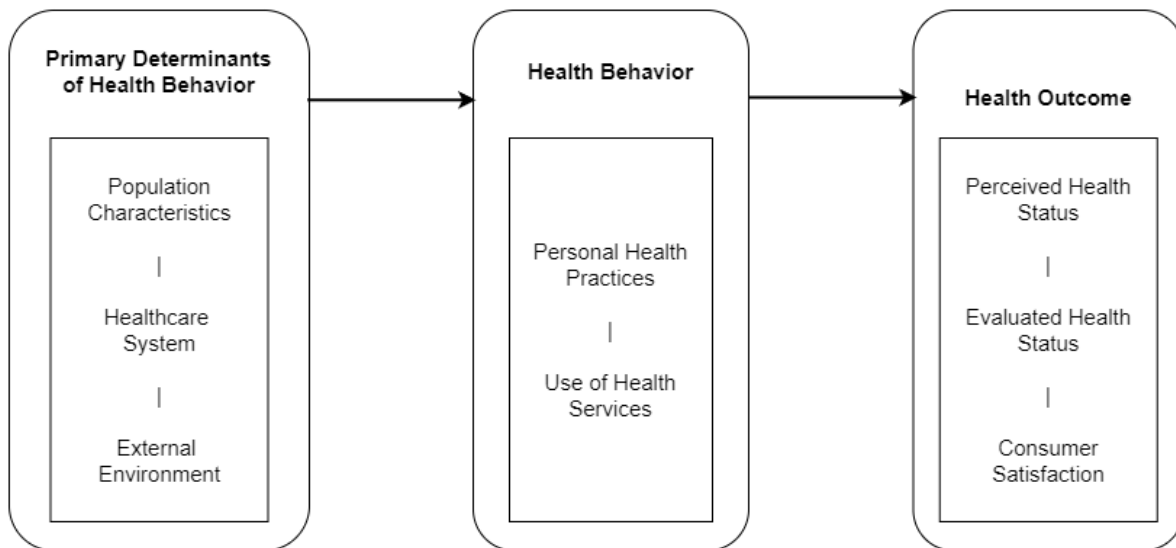 Primary Determinants
of Health Behavior
Population
Characteristics
|
Healthcare
System
|
External
Environment
Health Behavior
Personal Health
Practices
|
Use of Health
Services
Health Outcome
Perceived Health
Status
|
Evaluated Health
Status
|
Consumer
Satisfaction